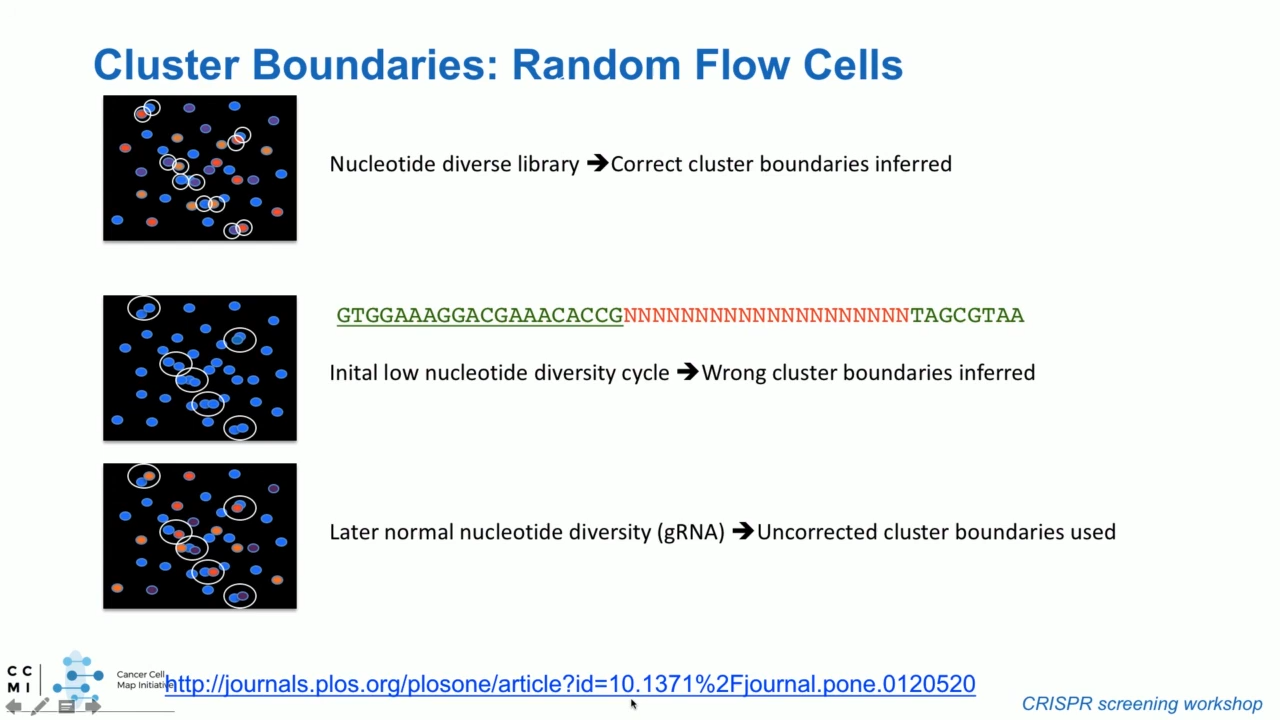 Cluster Boundaries: Random Flow Cells
Nucleotide diverse library ➔Correct cluster boundaries inferred
GTGGAAAGGACGAAACACCGNNNNNNNNNNNNNNNNNNNNTAGCGTAA
Inital low nucleotide diversity cycle ➔Wrong cluster boundaries inferred
Later normal nucleotide diversity (gRNA) ➔Uncorrected cluster boundaries used
CC
MI
Cancer Cell
Map Initiative
http://journals.plos.org/plosone/article?id=10.1371%2Fjournal.pone.0120520
CRISPR screening workshop